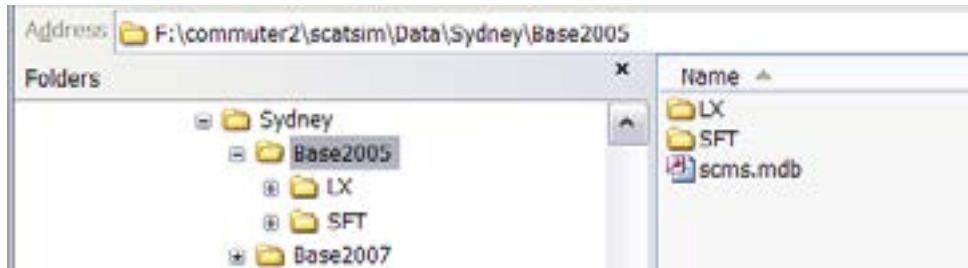 Address F:\commuter2\scatsim\Data\Sydney\Base2005
Folders x
Name
Sydney
Base2005
LX
SFT
Base2007
LX
SFT
scms.mdb